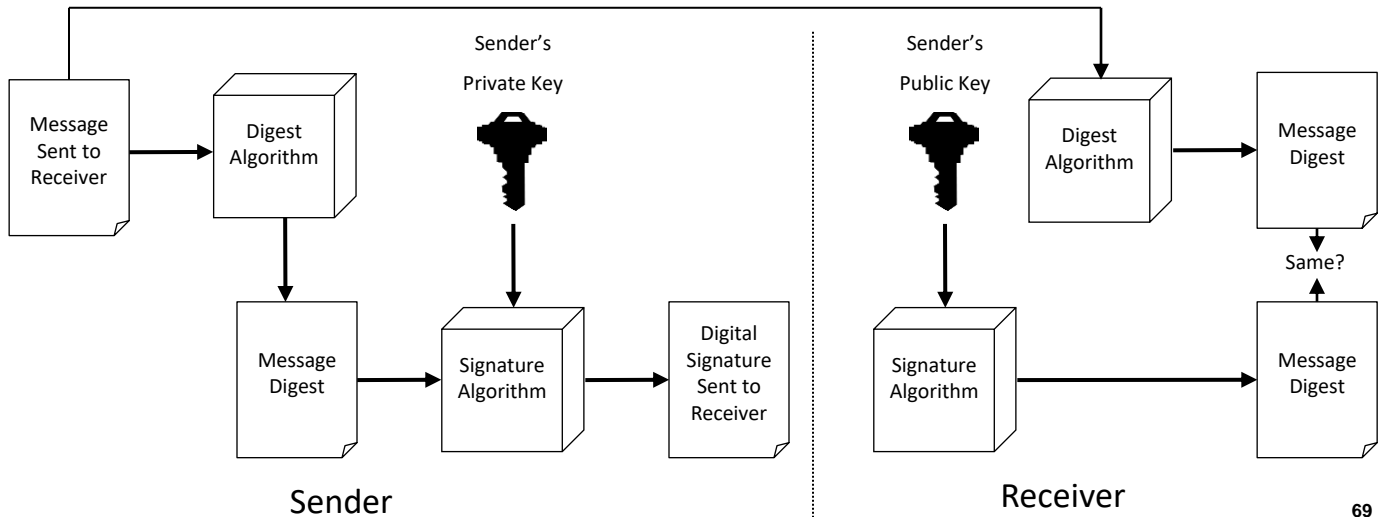 Sender’s
Private Key
Sender’s
Public Key
Message
Sent to
Receiver
Digest
Algorithm
Digest
Algorithm
Message
Digest
Same?
Message
Digest
Signature
Algorithm
Digital
Signature
Sent to
Receiver
Signature
Algorithm
Message
Digest
Sender
Receiver
69